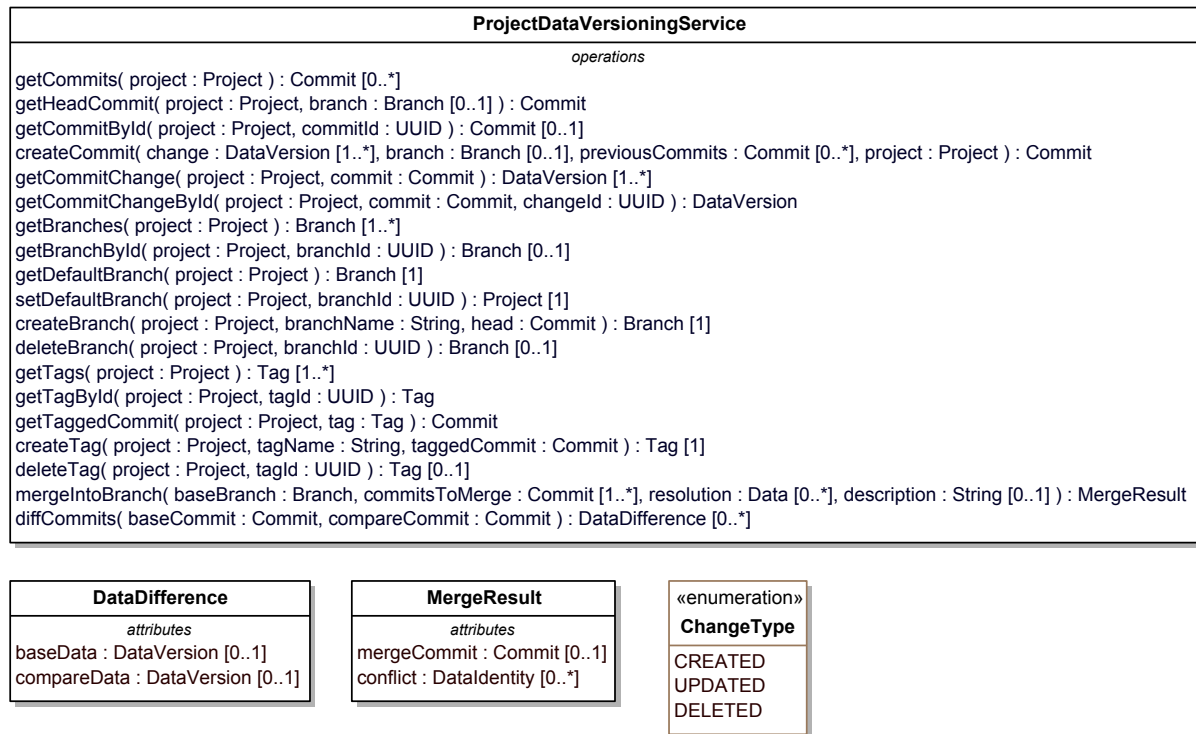 ProjectDataVersioningService
operations
getCommits( project : Project ) : Commit [0..*]
getHeadCommit( project : Project, branch : Branch [0..1] ) : Commit
getCommitById( project : Project, commitId : UUID ) : Commit [0..1]
createCommit( change : DataVersion [1..*], branch : Branch [0..1], previousCommits : Commit [0..*], project : Project ) : Commit
getCommitChange( project : Project, commit : Commit ) : DataVersion [1..*]
getCommitChangeById( project : Project, commit : Commit, changeId : UUID ) : DataVersion
getBranches( project : Project ) : Branch [1..*]
getBranchById( project : Project, branchId : UUID ) : Branch [0..1]
getDefaultBranch( project : Project ) : Branch [1]
setDefaultBranch( project : Project, branchId : UUID ) : Project [1]
createBranch( project : Project, branchName : String, head : Commit ) : Branch [1]
deleteBranch( project : Project, branchId : UUID ) : Branch [0..1]
getTags( project : Project ) : Tag [1..*]
getTagById( project : Project, tagId : UUID ) : Tag
getTaggedCommit( project : Project, tag : Tag ) : Commit
createTag( project : Project, tagName : String, taggedCommit : Commit ) : Tag [1]
deleteTag( project : Project, tagId : UUID ) : Tag [0..1]
mergeIntoBranch( baseBranch : Branch, commitsToMerge : Commit [1..*], resolution : Data [0..*], description : String [0..1] ) : MergeResult
diffCommits( baseCommit : Commit, compareCommit : Commit ) : DataDifference [0..*]
DataDifference
attributes
baseData : DataVersion [0..1]
compareData : DataVersion [0..1]
MergeResult
attributes
mergeCommit : Commit [0..1]
conflict : DataIdentity [0..*]
«enumeration»
ChangeType
CREATED
UPDATED
DELETED